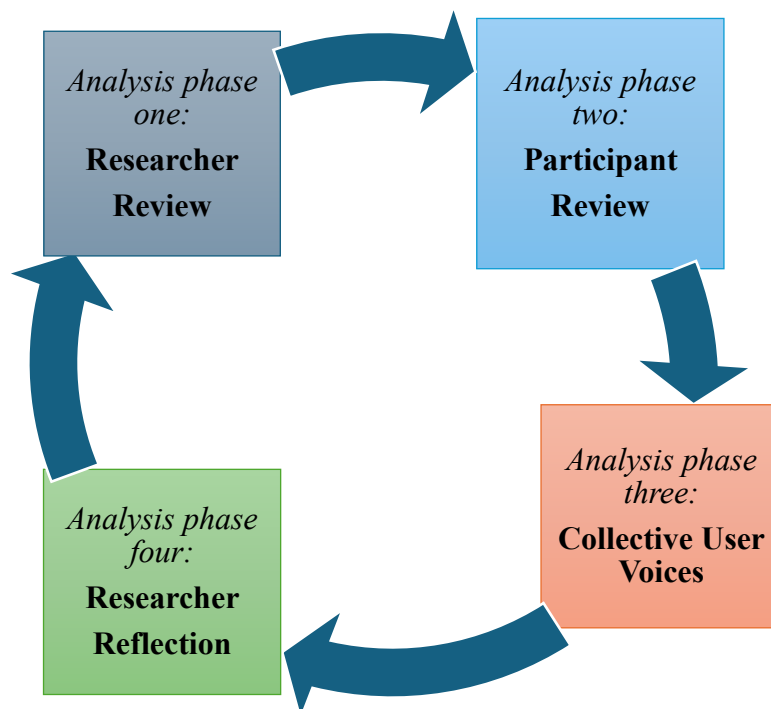 Analysis phase
one:
Researcher
Review
Analysis phase
two:
Participant
Review
Analysis phase
three:
Collective User
Voices
Analysis phase
four:
Researcher
Reflection